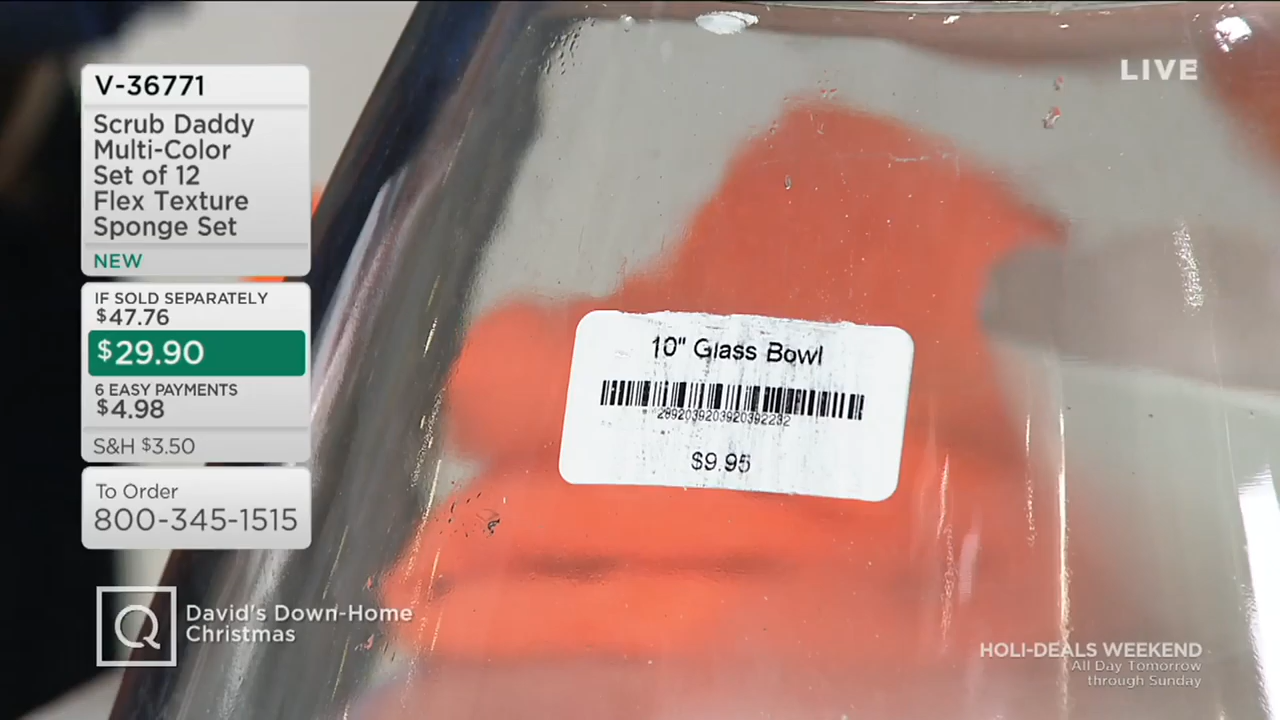 LIVE
V-36771
Scrub Daddy
Multi-Color
Set of 12
Flex Texture
Sponge Set
NEW
IF SOLD SEPARATELY
$47.76
$29.90
6 EASY PAYMENTS
$4.98
S&H $3.50
To Order
800-345-1515
10" Glass Bowl
2892039203920392232
$9.95
Q
David's Down-Home
Christmas
HOLI-DEALS WEEKEND
All Day Tomorrow
through Sunday